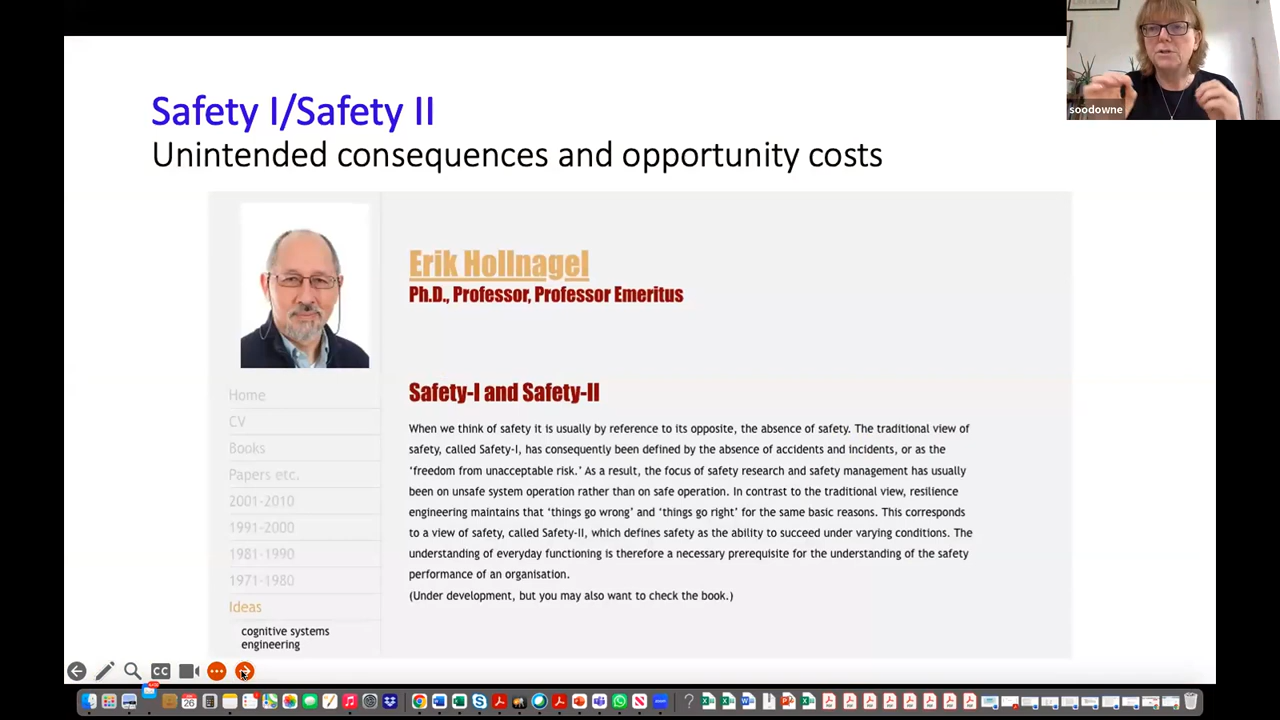 Safety I/Safety II
Unintended consequences and opportunity costs
soodowne
Erik Hollnagel
Ph.D., Professor, Professor Emeritus
Home
CV
Books
Papers etc.
2001-2010
1991-2000
1981-1990
1971-1980
Ideas
cognitive systems
engineering
Safety-I and Safety-II
When we think of safety it is usually by reference to its opposite, the absence of safety. The traditional view of
safety, called Safety-I, has consequently been defined by the absence of accidents and incidents, or as the
‘freedom from unacceptable risk.’ As a result, the focus of safety research and safety management has usually
been on unsafe system operation rather than on safe operation. In contrast to the traditional view, resilience
engineering maintains that ‘things go wrong’ and ‘things go right’ for the same basic reasons. This corresponds
to a view of safety, called Safety-II, which defines safety as the ability to succeed under varying conditions. The
understanding of everyday functioning is therefore a necessary prerequisite for the understanding of the safety
performance of an organisation.
(Under development, but you may also want to check the book.)
CC
26